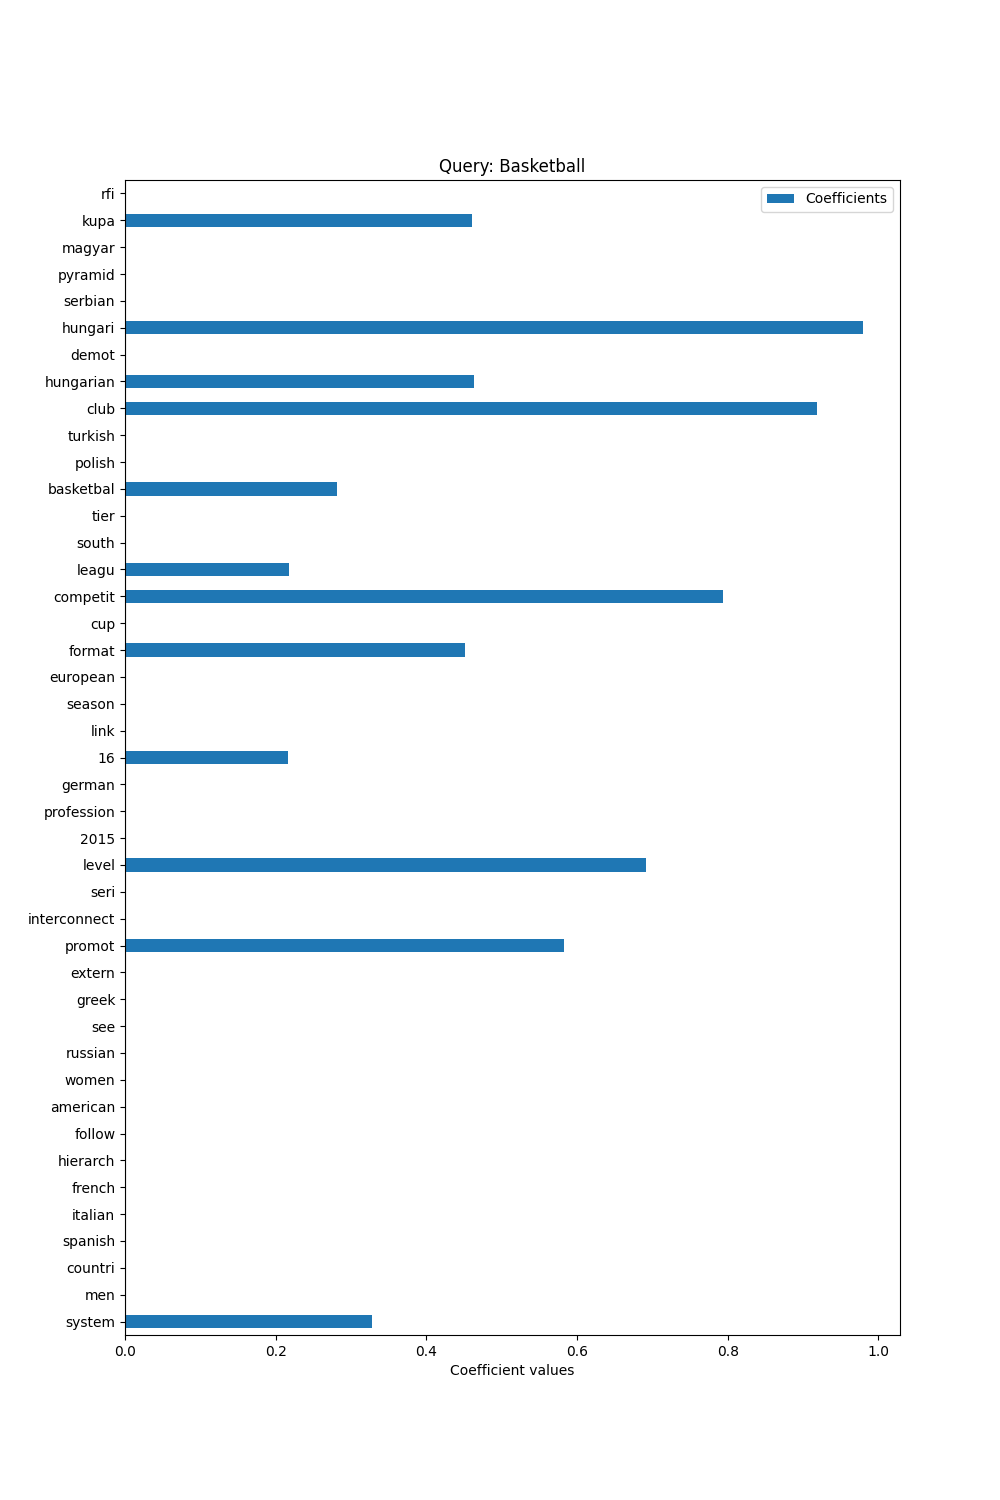 Query: Basketball
Coefficients
rfi
kupa
magyar
pyramid
serbian
hungari
demot
hungarian
club
turkish
polish
basketbal
tier
south
leagu
competit
cup
format
european
season
link
16
german
profession
2015
level
seri
interconnect
promot
extern
greek
see
russian
women
american
follow
hierarch
french
italian
spanish
countri
men
system
0.0 0.2 0.4 0.6 0.8 1.0
Coefficient values